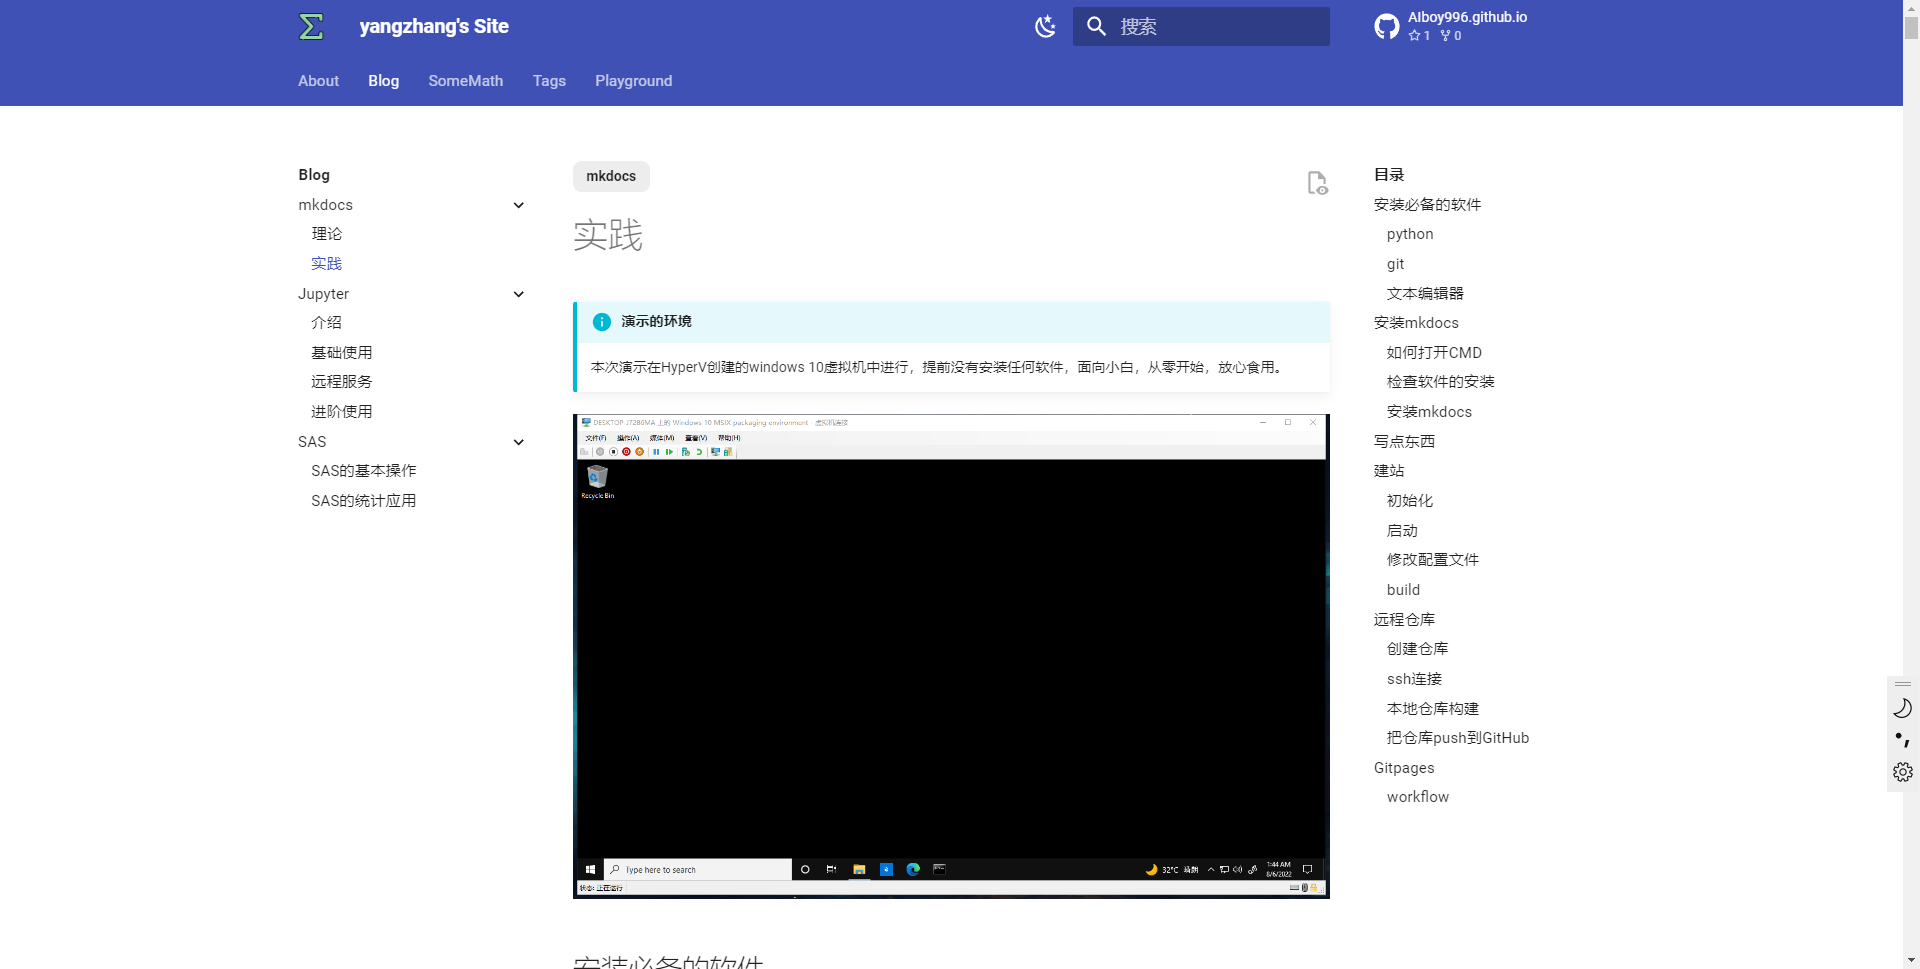 yangzhang's Site
搜索
AIboy996.github.io
1 0
About Blog SomeMath Tags Playground
Blog
mkdocs
理论
实践
Jupyter
介绍
基础使用
远程服务
进阶使用
SAS
SAS的基本操作
SAS的统计应用
mkdocs
实践
演示的环境
本次演示在HyperV创建的windows 10虚拟机中进行，提前没有安装任何软件，面向小白，从零开始，放心食用。
DESKTOP-J7280MA 上的 Windows 10 MSIX packaging environment - 虚拟机连接
文件(F) 操作(A) 媒体(M) 查看(V) 帮助(H)
Recycle Bin
Type here to search
32°C 晴朗
1:44 AM
8/6/2022
状态: 正在运行
安装必备的软件
目录
安装必备的软件
python
git
文本编辑器
安装mkdocs
如何打开CMD
检查软件的安装
安装mkdocs
写点东西
建站
初始化
启动
修改配置文件
build
远程仓库
创建仓库
ssh连接
本地仓库构建
把仓库push到GitHub
Gitpages
workflow